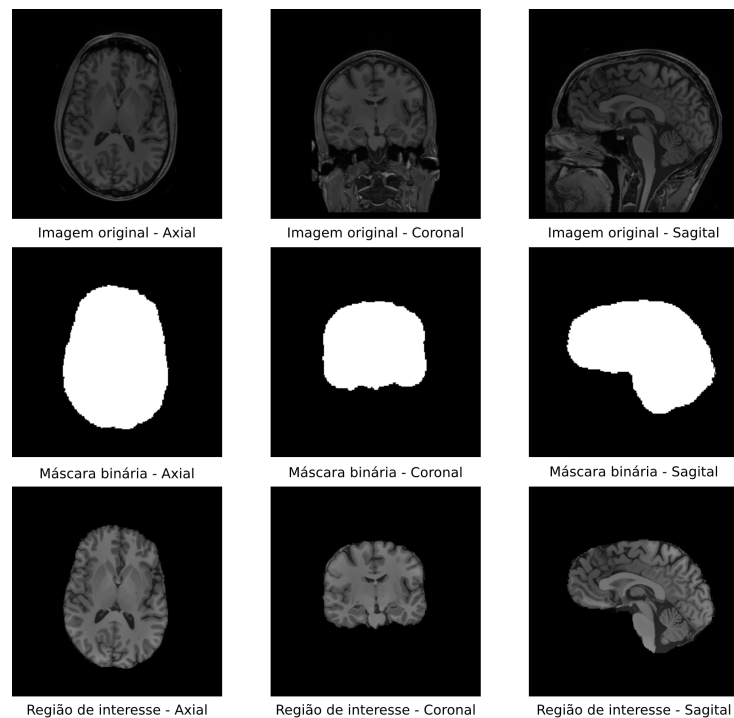 Imagem original - Axial
Imagem original - Coronal
Imagem original - Sagital
Máscara binária - Axial
Máscara binária - Coronal
Máscara binária - Sagital
Região de interesse - Axial
Região de interesse - Coronal
Região de interesse - Sagital